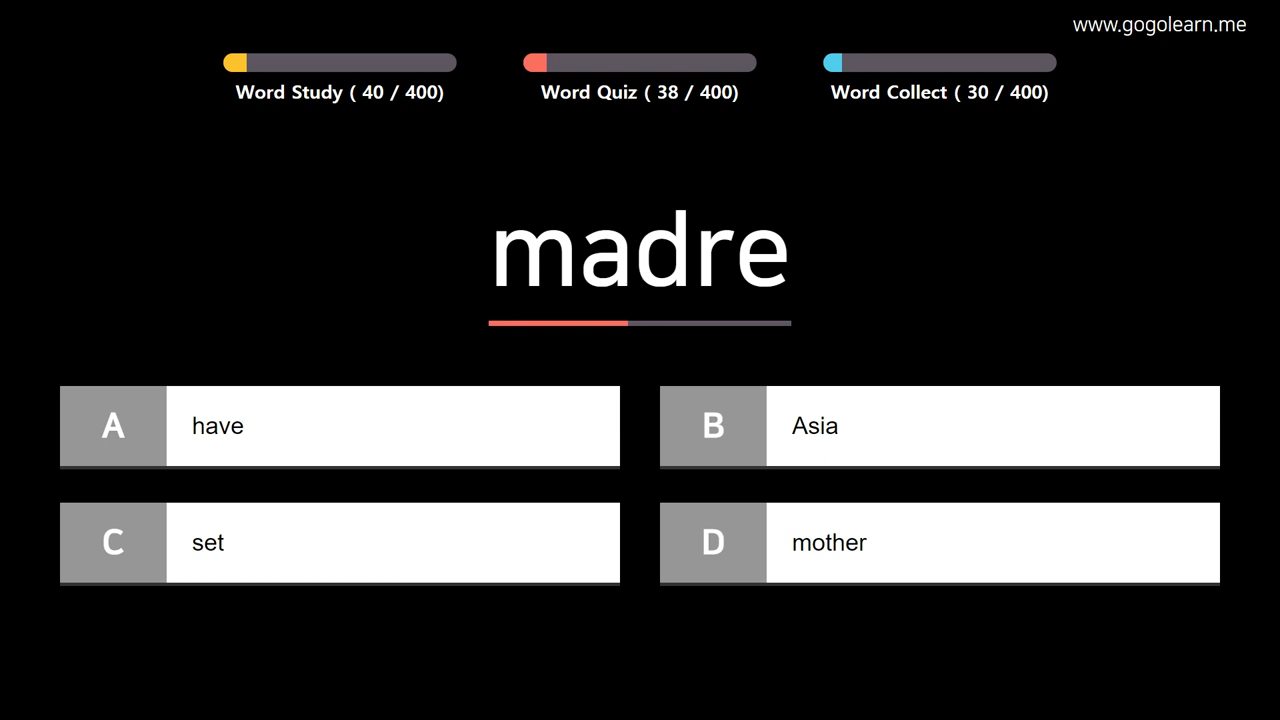 www.gogolearn.me
Word Study ( 40 / 400)
Word Quiz ( 38 / 400)
Word Collect ( 30 / 400)
madre
A have
B Asia
C set
D mother